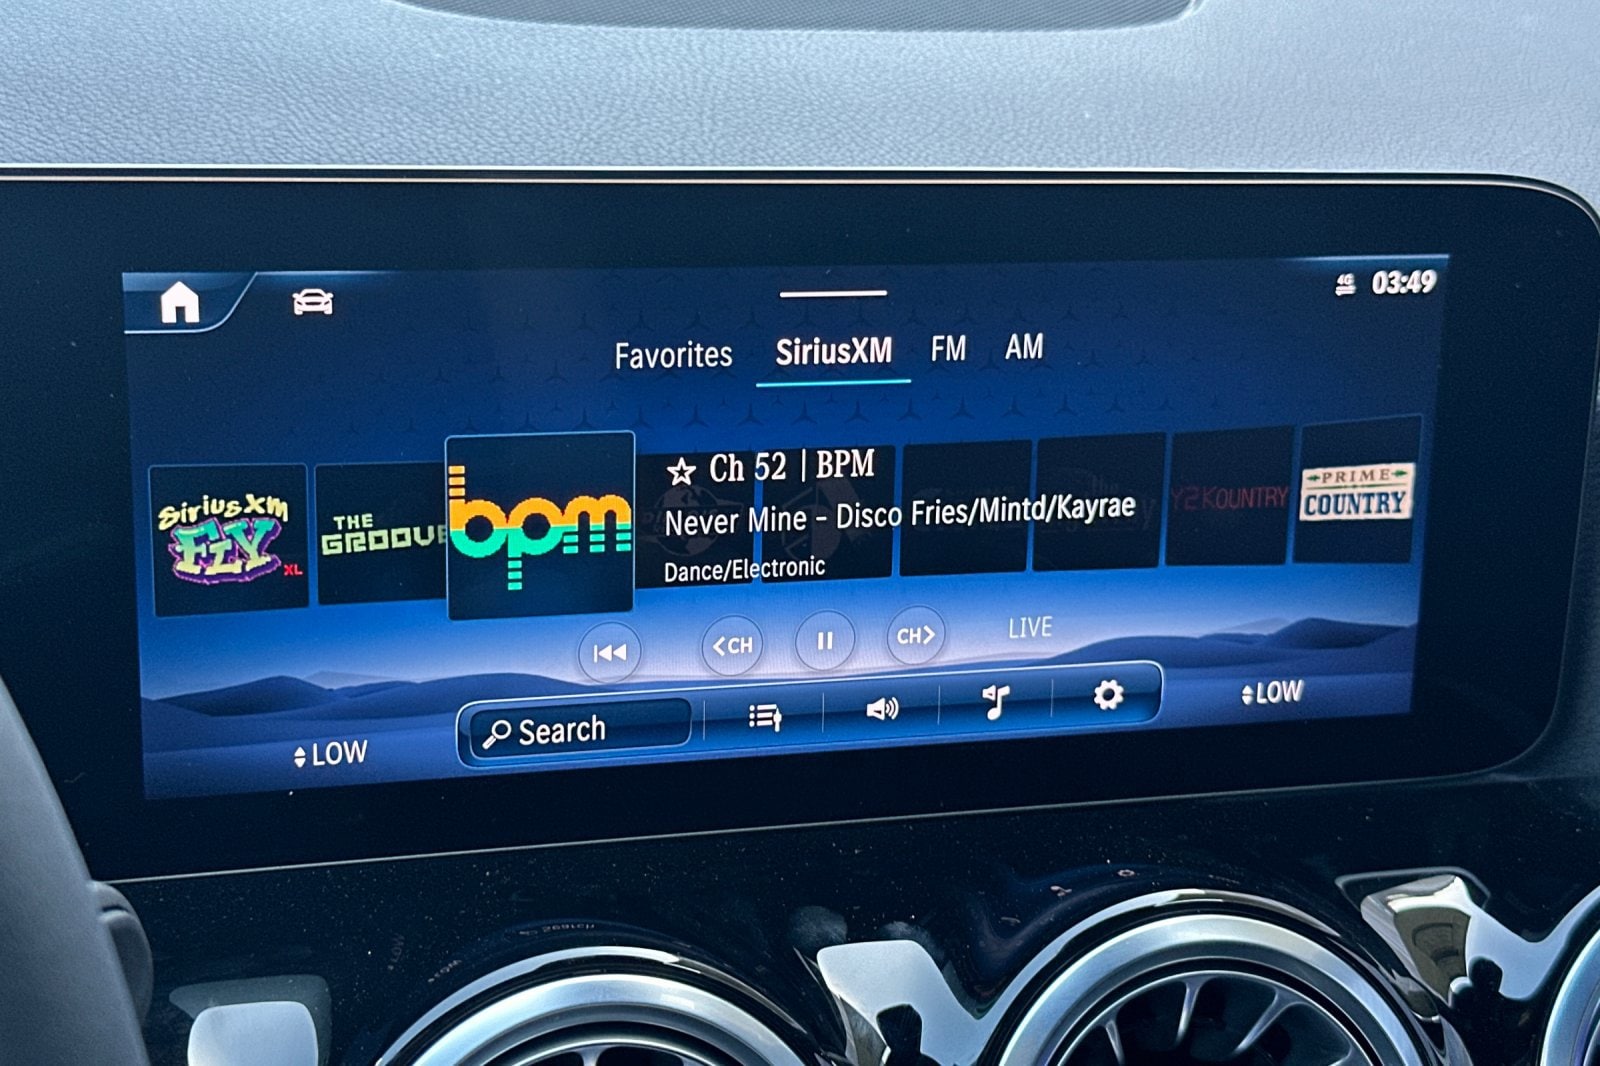 4G 03:49
Favorites SiriusXM FM AM
SiriusXM
FLY
XL
THE
GROOVE
bpm
☆ Ch 52 | BPM
Never Mine - Disco Fries/Mintd/Kayrae
Dance/Electronic
Y2KOUNTRY
PRIME
COUNTRY
<CH
CH>
LIVE
LOW
Search
LOW